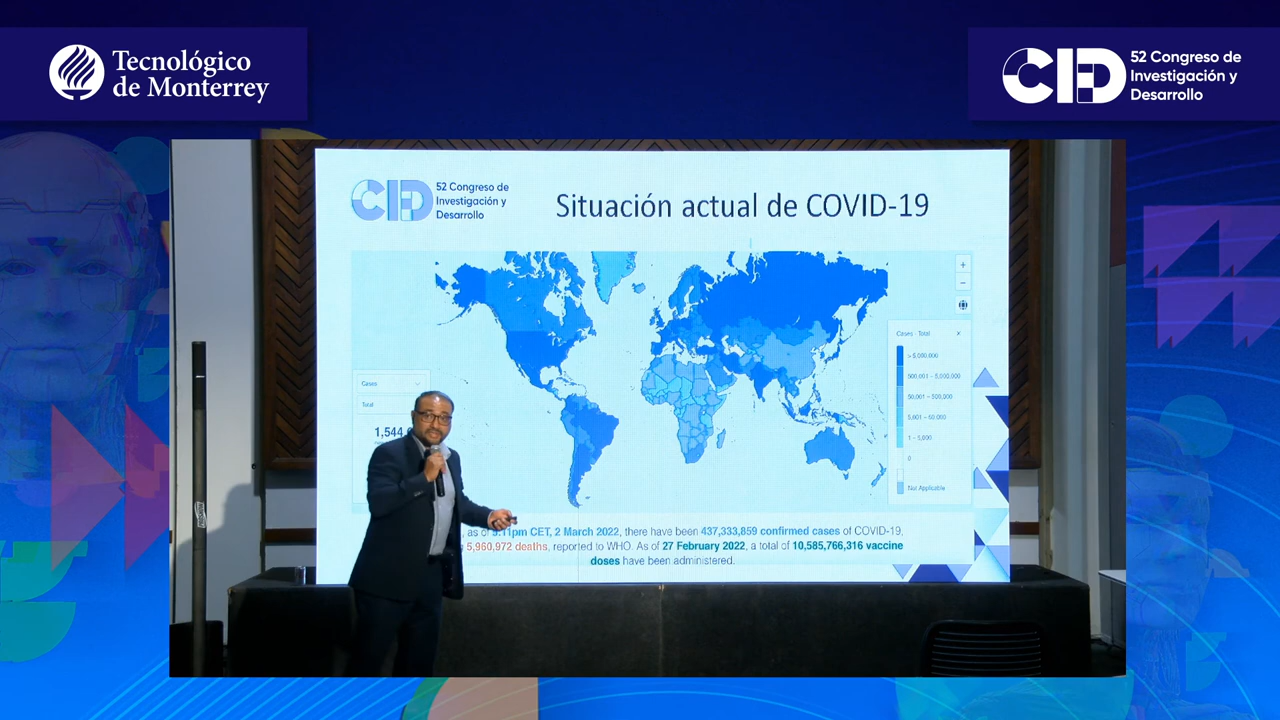 Tecnológico
de Monterrey
CID
52 Congreso de
Investigación y
Desarrollo
CID
52 Congreso de
Investigación y
Desarrollo
Situación actual de COVID-19
+
−
Cases - Total
> 5,000,000
500,001 – 5,000,000
50,001 – 500,000
5,001 – 50,000
1 – 5,000
0
Not Applicable
Cases
Total
1,544
as of 5:11pm CET, 2 March 2022, there have been 437,333,859 confirmed cases of COVID-19,
5,960,972 deaths, reported to WHO. As of 27 February 2022, a total of 10,585,766,316 vaccine
doses have been administered.